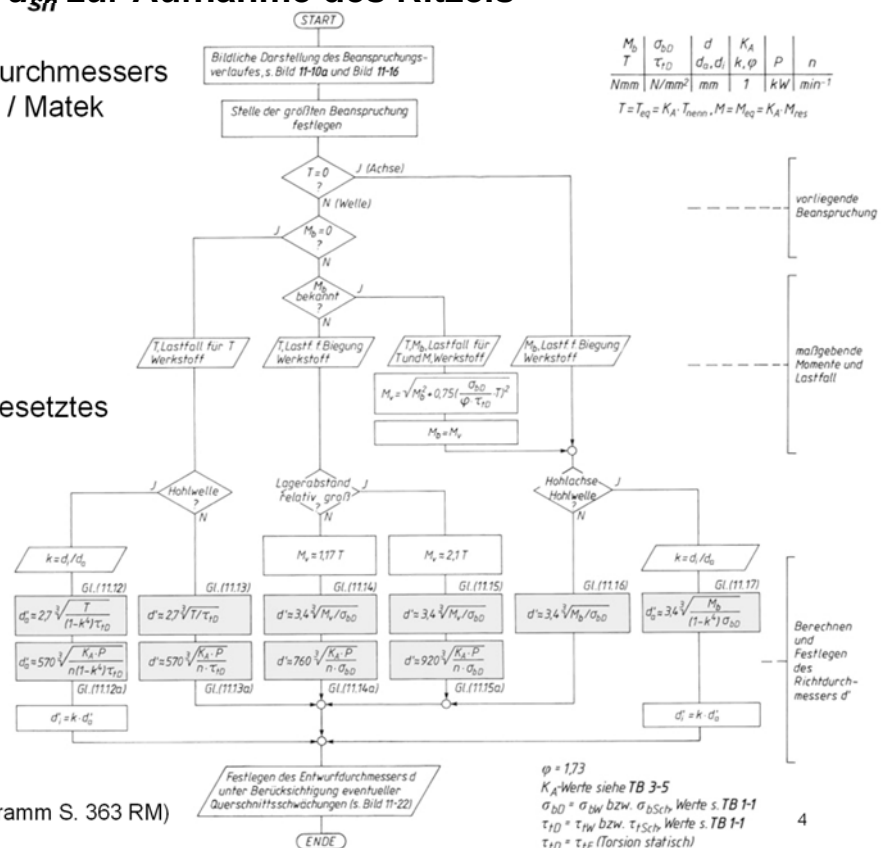 zur Aufnahme des Ritzels
urchmessers
/ Matek
esetztes
ramm S. 363 RM)
START
Bildliche Darstellung des Beanspruchungs-
verlaufes, s. Bild 11-10a und Bild 11-16
Stelle der größten Beanspruchung
festlegen
T=0
?
J (Achse)
N (Welle)
J
M_b=0
?
N
M_b
bekannt
?
J
N
T, Lastfall für T
Werkstoff
T, Lastf. f. Biegung
Werkstoff
T, M_b, Lastfall für
T und M, Werkstoff
M_b, Lastf. f. Biegung
Werkstoff
M_v=√M_b²+0,75(σ_bD/φ·τ_tD·T)²
M_b=M_v
J
Hohlwelle
?
N
Lagerabstand
relativ groß
?
J
N
Hohlachse
Hohlwelle
?
J
N
k=d_i/d_a
M_v=1,17 T
M_v=2,1 T
k=d_i/d_a
Gl.(11.12)
Gl.(11.13)
Gl.(11.14)
Gl.(11.15)
Gl.(11.16)
Gl.(11.17)
d'_a=2,7 ∛T/(1-k⁴)τ_tD
d'=2,7∛T/τ_tD
d'=3,4∛M_v/σ_bD
d'=3,4∛M_v/σ_bD
d'=3,4∛M_b/σ_bD
d'_a=3,4∛M_b/(1-k⁴)σ_bD
d'_a=570∛K_A·P/n(1-k⁴)τ_tD
d'=570∛K_A·P/n·τ_tD
d'=760∛K_A·P/n·σ_bD
d'=920∛K_A·P/n·σ_bD
Gl.(11.12a)
Gl.(11.13a)
Gl.(11.14a)
Gl.(11.15a)
d'_i=k·d'_a
d'_i=k·d'_a
Festlegen des Entwurfdurchmessers d
unter Berücksichtigung eventueller
Querschnittsschwächungen (s. Bild 11-22)
ENDE
M_b σ_bD d K_A
T τ_tD d_a,d_i k,φ P n
Nmm N/mm² mm 1 kW min⁻¹
T=T_eq=K_A·T_nenn, M=M_eq=K_A·M_res
vorliegende
Beanspruchung
maßgebende
Momente und
Lastfall
Berechnen
und
Festlegen
des
Richtdurch-
messers d'
φ = 1,73
K_A-Werte siehe TB 3-5
σ_bD = σ_bW bzw. σ_bSch, Werte s. TB 1-1
τ_tD = τ_tW bzw. τ_tSch, Werte s. TB 1-1
τ_tD = τ_tF (Torsion statisch)
4